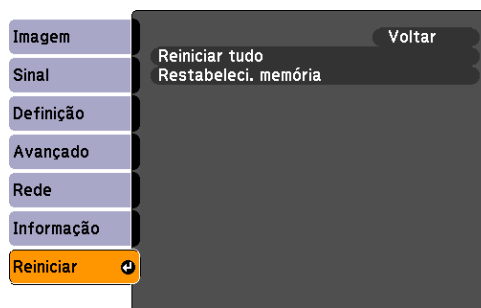 Imagem
Sinal
Definição
Avançado
Rede
Informação
Reiniciar
Voltar
Reiniciar tudo
Restabeleci. memória